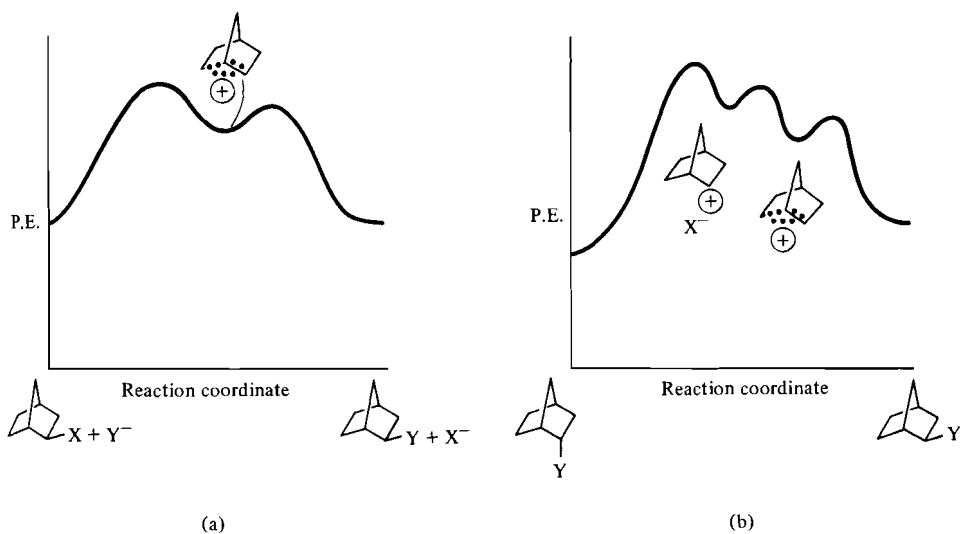 +
P.E.
Reaction coordinate
X + Y⁻
Y + X⁻
(a)
+
X⁻
+
P.E.
Reaction coordinate
Y
Y
(b)